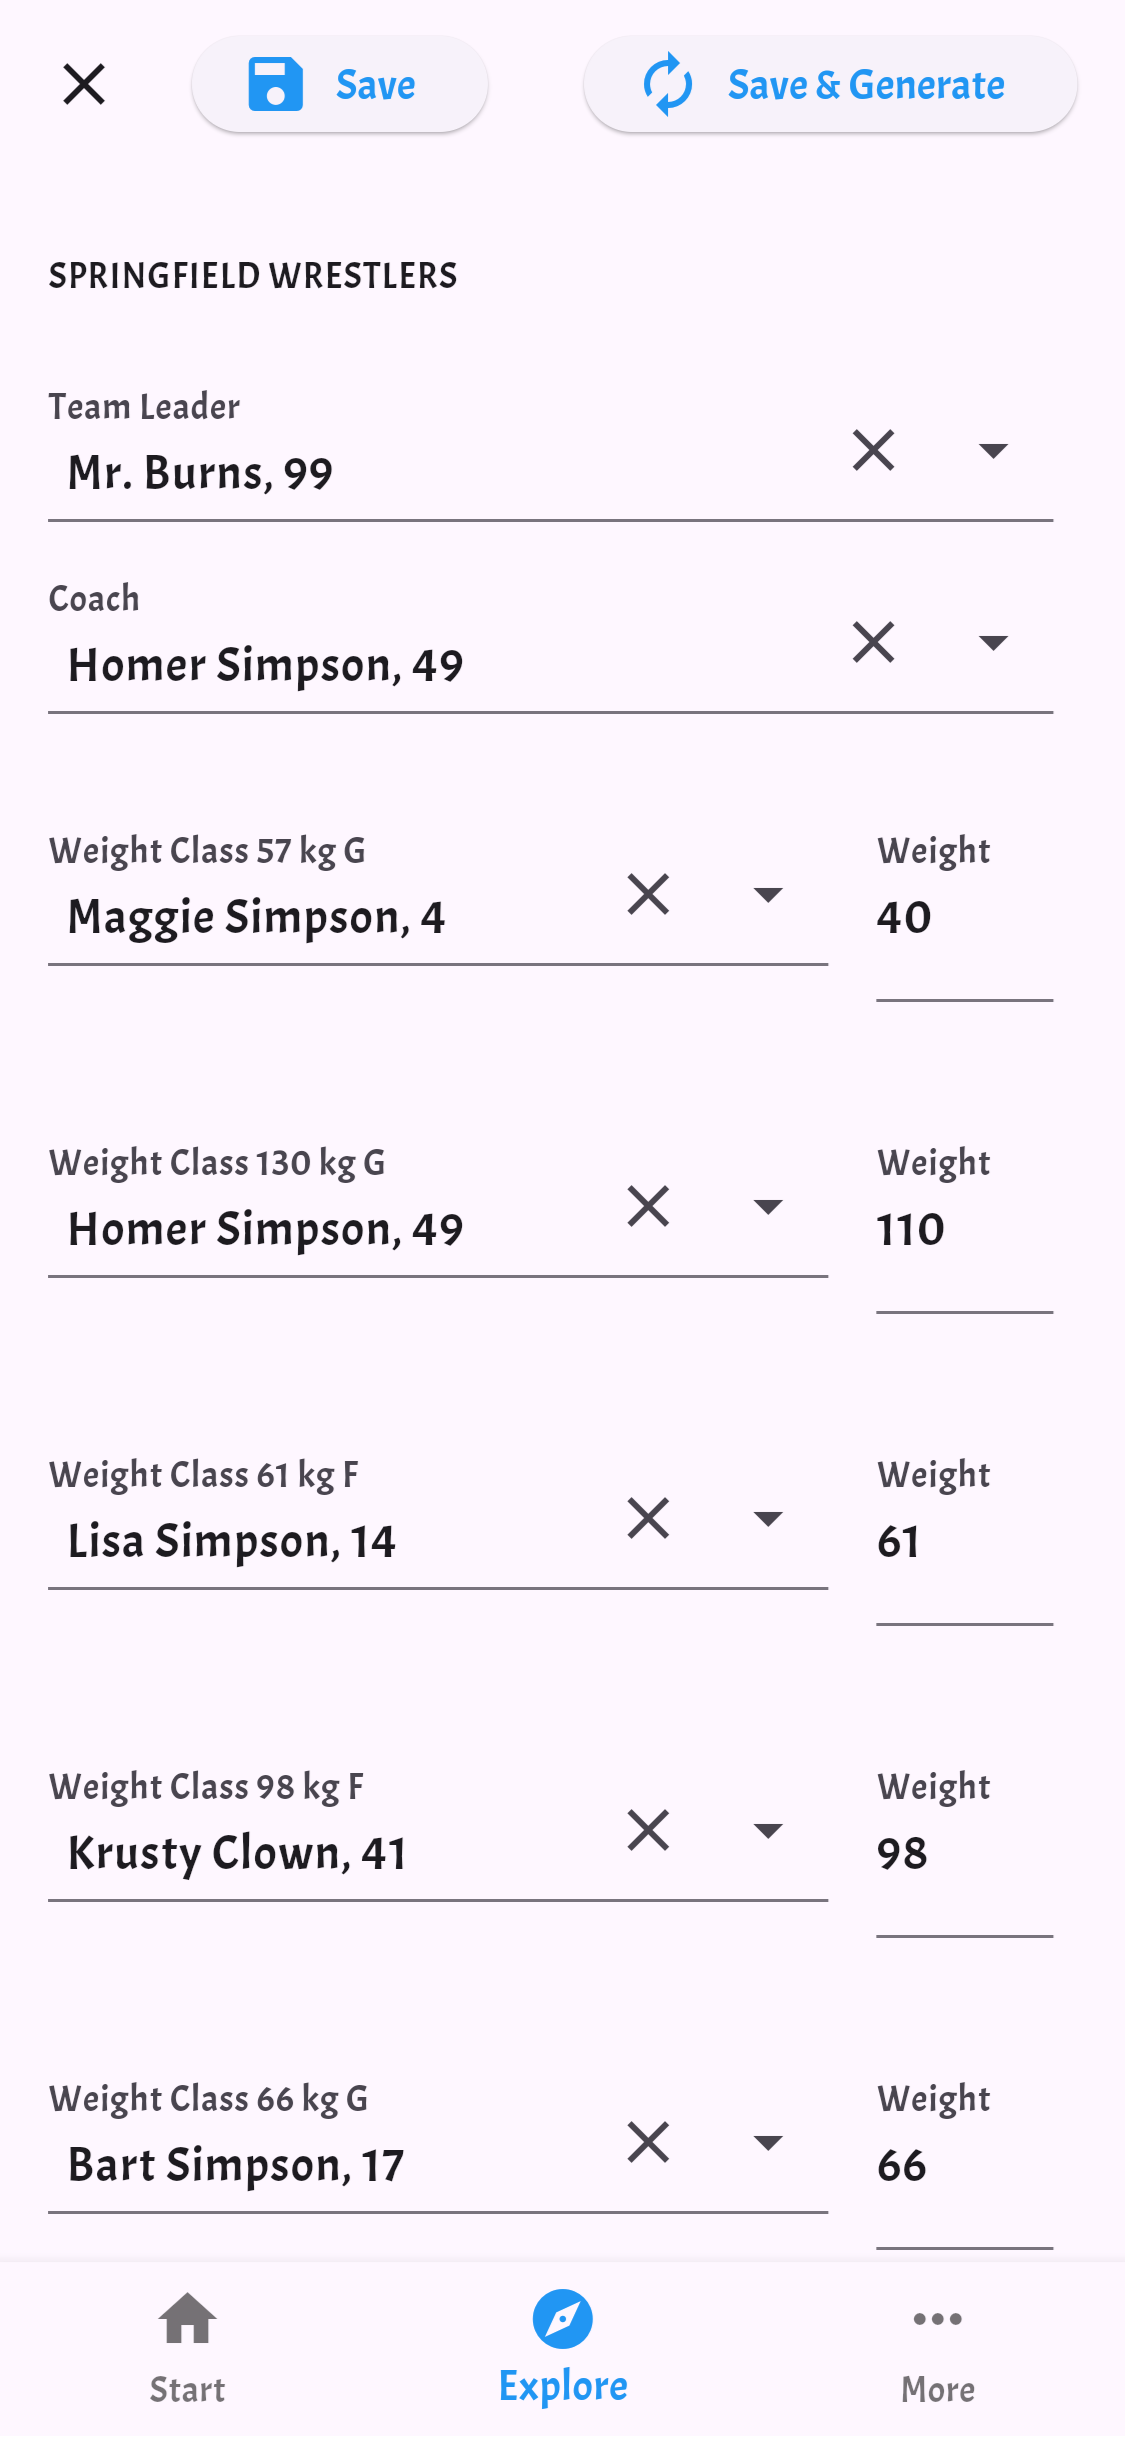 Save
Save & Generate
SPRINGFIELD WRESTLERS
Team Leader
Mr. Burns, 99
Coach
Homer Simpson, 49
Weight Class 57 kg G
Weight
Maggie Simpson, 4
40
Weight Class 130 kg G
Weight
Homer Simpson, 49
110
Weight Class 61 kg F
Weight
Lisa Simpson, 14
61
Weight Class 98 kg F
Weight
Krusty Clown, 41
98
Weight Class 66 kg G
Weight
Bart Simpson, 17
66
Start
Explore
More